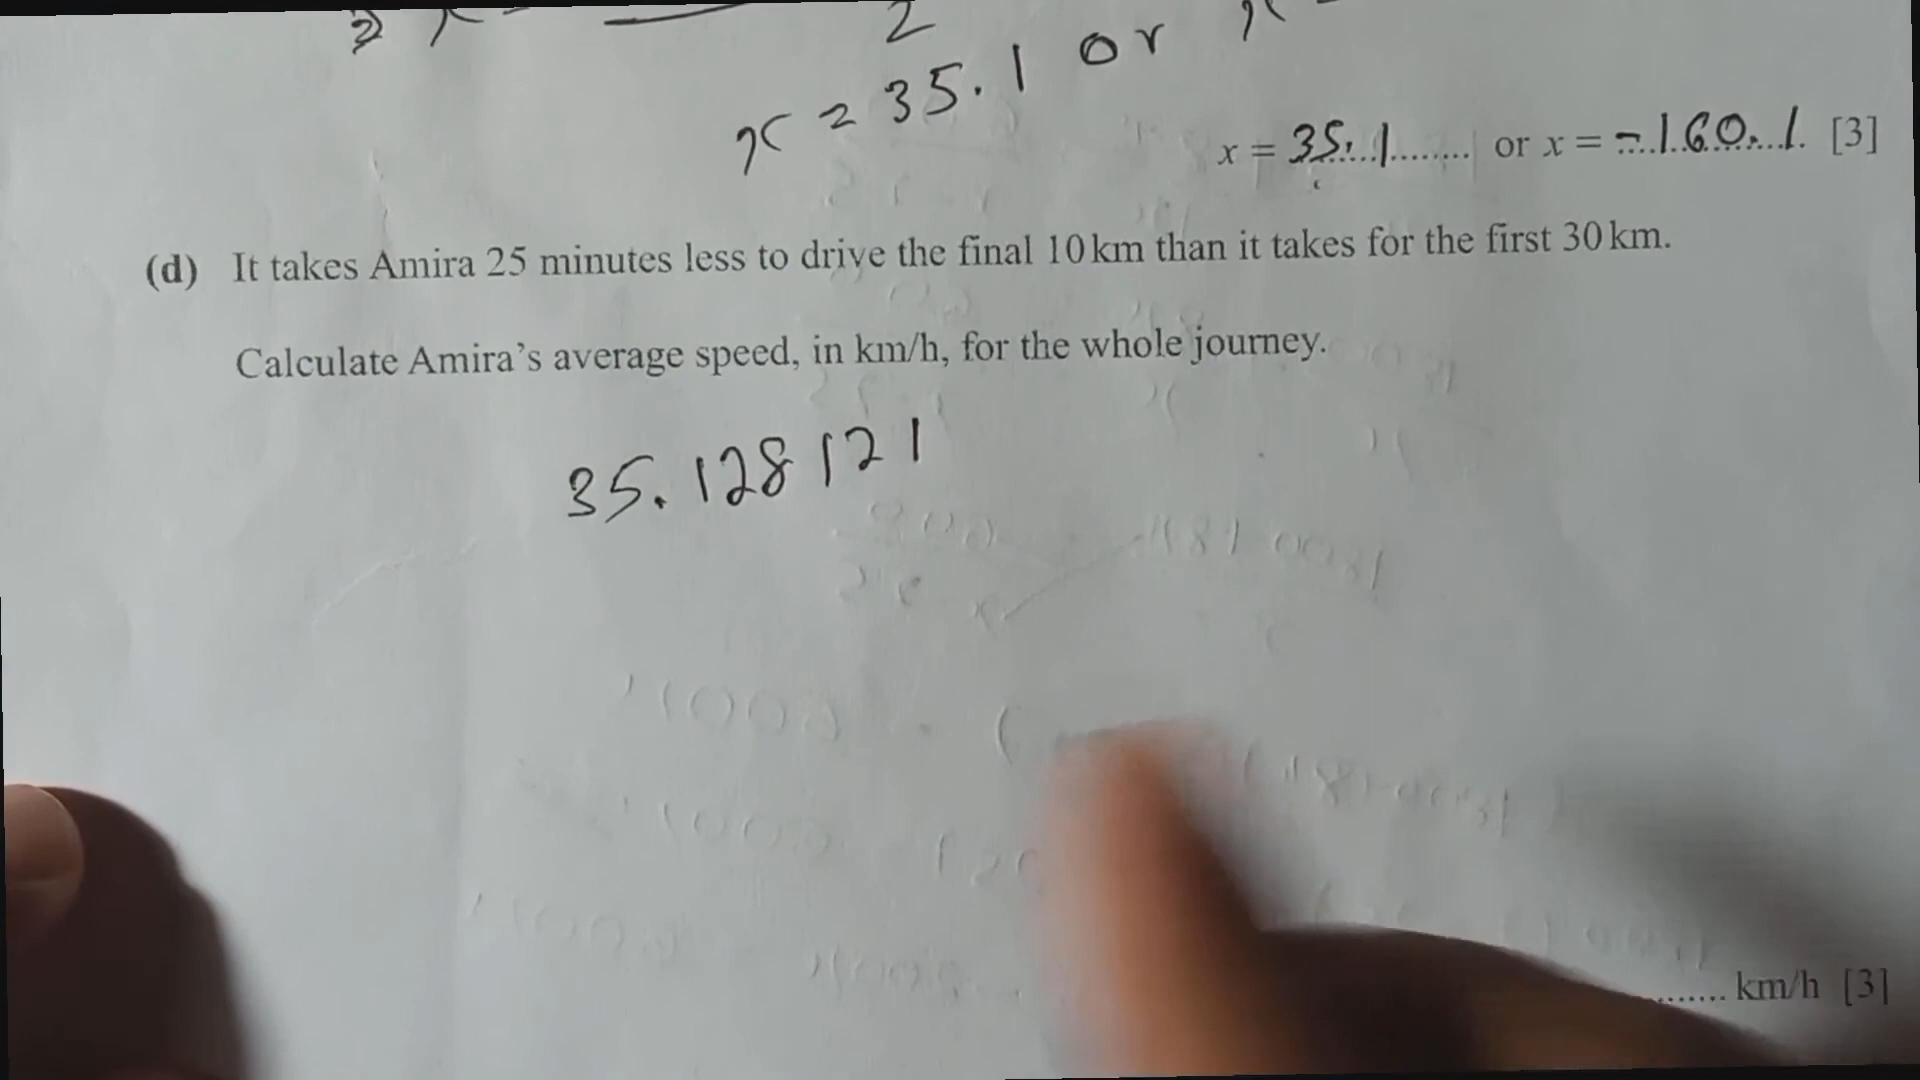 2
x = 35.1 or x
x = 35.1 or x = -160.1 [3]
(d) It takes Amira 25 minutes less to drive the final 10 km than it takes for the first 30 km.
Calculate Amira's average speed, in km/h, for the whole journey.
35.128121
km/h [3]